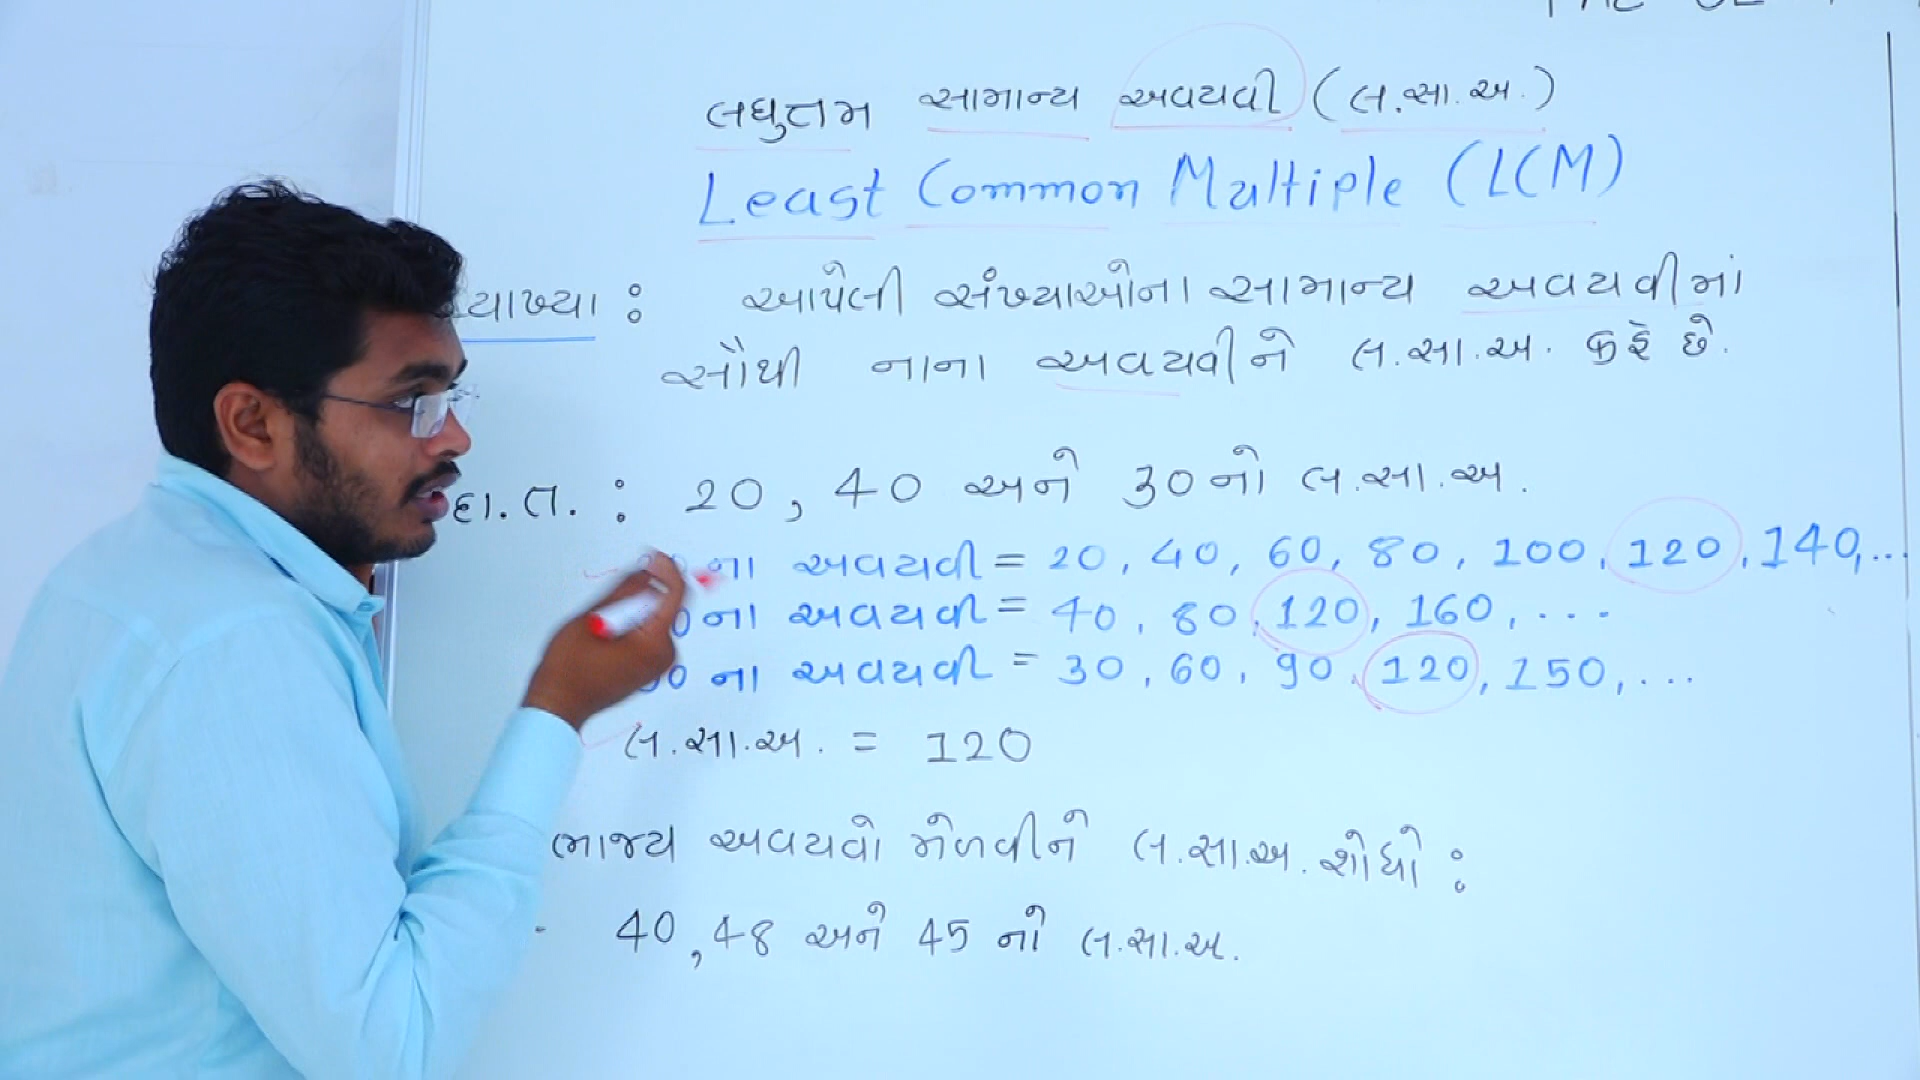 લઘુત્તમ સામાન્ય અવયવી (લ.સા.અ.)
Least Common Multiple (LCM)
યાખ્યા : આપેલી સંખ્યાઓના સામાન્ય અવયવીમાં
સૌથી નાના અવયવીને લ.સા.અ. કહે છે.
દા.ત. : 20, 40 અને 30નો લ.સા.અ.
ના અવયવી = 20, 40, 60, 80, 100, 120, 140,...
0ના અવયવી = 40, 80, 120, 160, ...
0 ના અવયવી = 30, 60, 90, 120, 150, ...
લ.સા.અ. = 120
ભાજ્ય અવયવો મેળવીને લ.સા.અ. શોધો :
40, 48 અને 45 નો લ.સા.અ.